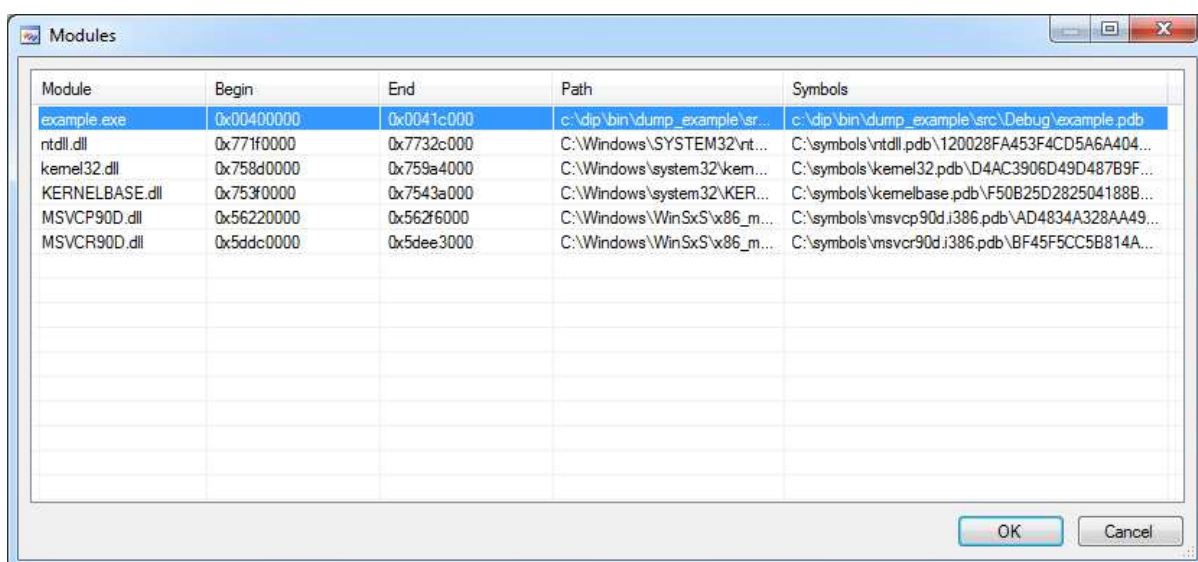 Modules
Module Begin End Path Symbols
example.exe 0x00400000 0x0041c000 c:\dip\bin\dump_example\sr... c:\dip\bin\dump_example\src\Debug\example.pdb
ntdll.dll 0x771f0000 0x7732c000 C:\Windows\SYSTEM32\nt... C:\symbols\ntdll.pdb\120028FA453F4CD5A6A404...
kernel32.dll 0x758d0000 0x759a4000 C:\Windows\system32\kern... C:\symbols\kernel32.pdb\D4AC3906D49D487B9F...
KERNELBASE.dll 0x753f0000 0x7543a000 C:\Windows\system32\KER... C:\symbols\kernelbase.pdb\F50B25D282504188B...
MSVCP90D.dll 0x56220000 0x562f6000 C:\Windows\WinSxS\x86_m... C:\symbols\msvcp90d.i386.pdb\AD4834A328AA49...
MSVCR90D.dll 0x5ddc0000 0x5dee3000 C:\Windows\WinSxS\x86_m... C:\symbols\msvcr90d.i386.pdb\BF45F5CC5B814A...
OK Cancel